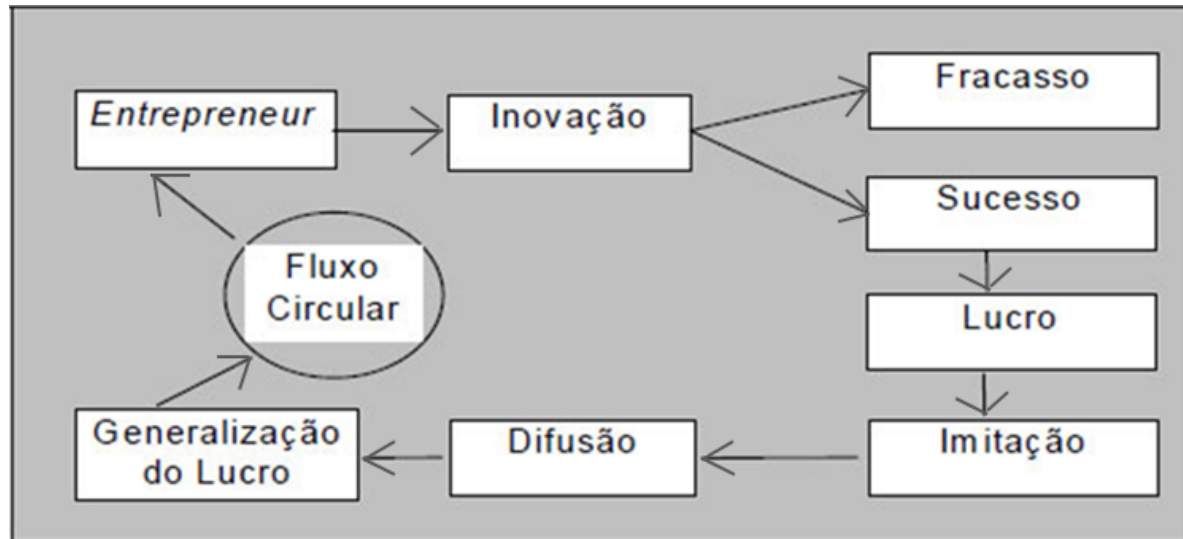 Entrepreneur
Inovação
Fracasso
Sucesso
Lucro
Imitação
Difusão
Generalização
do Lucro
Fluxo
Circular